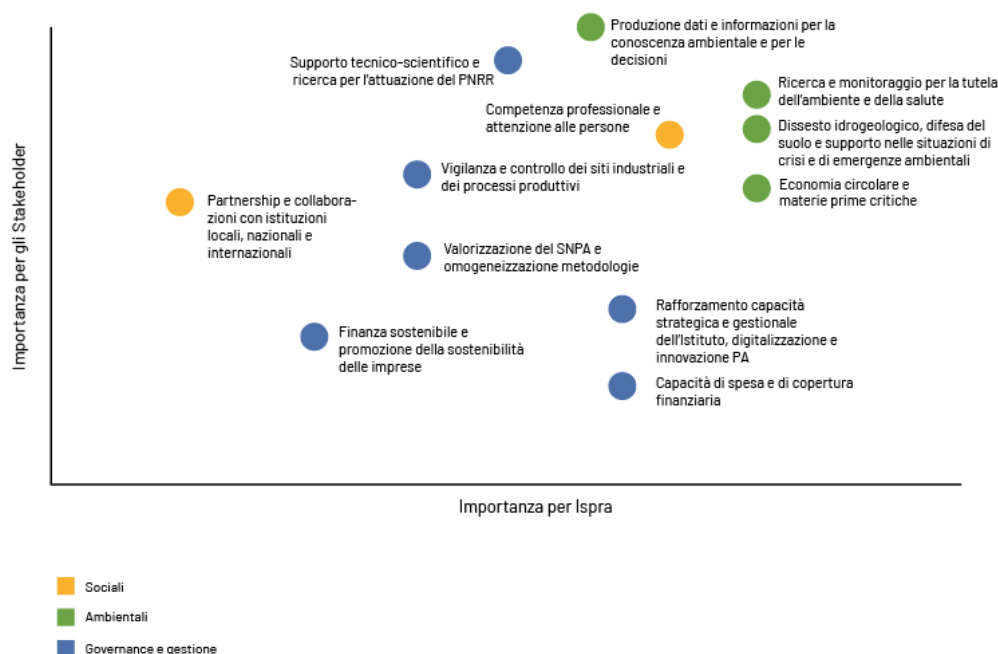 Produzione dati e informazioni per la
conoscenza ambientale e per le
decisioni
Supporto tecnico-scientifico e
ricerca per l'attuazione del PNRR
Ricerca e monitoraggio per la tutela
dell'ambiente e della salute
Competenza professionale e
attenzione alle persone
Dissesto idrogeologico, difesa del
suolo e supporto nelle situazioni di
crisi e di emergenze ambientali
Vigilanza e controllo dei siti industriali e
dei processi produttivi
Economia circolare e
materie prime critiche
Partnership e collabora-
zioni con istituzioni
locali, nazionali e
internazionali
Valorizzazione del SNPA e
omogeneizzazione metodologie
Rafforzamento capacità
strategica e gestionale
dell'Istituto, digitalizzazione e
innovazione PA
Finanza sostenibile e
promozione della sostenibilità
delle imprese
Capacità di spesa e di copertura
finanziaria
Importanza per gli Stakeholder
Importanza per Ispra
Sociali
Ambientali
Governance e gestione